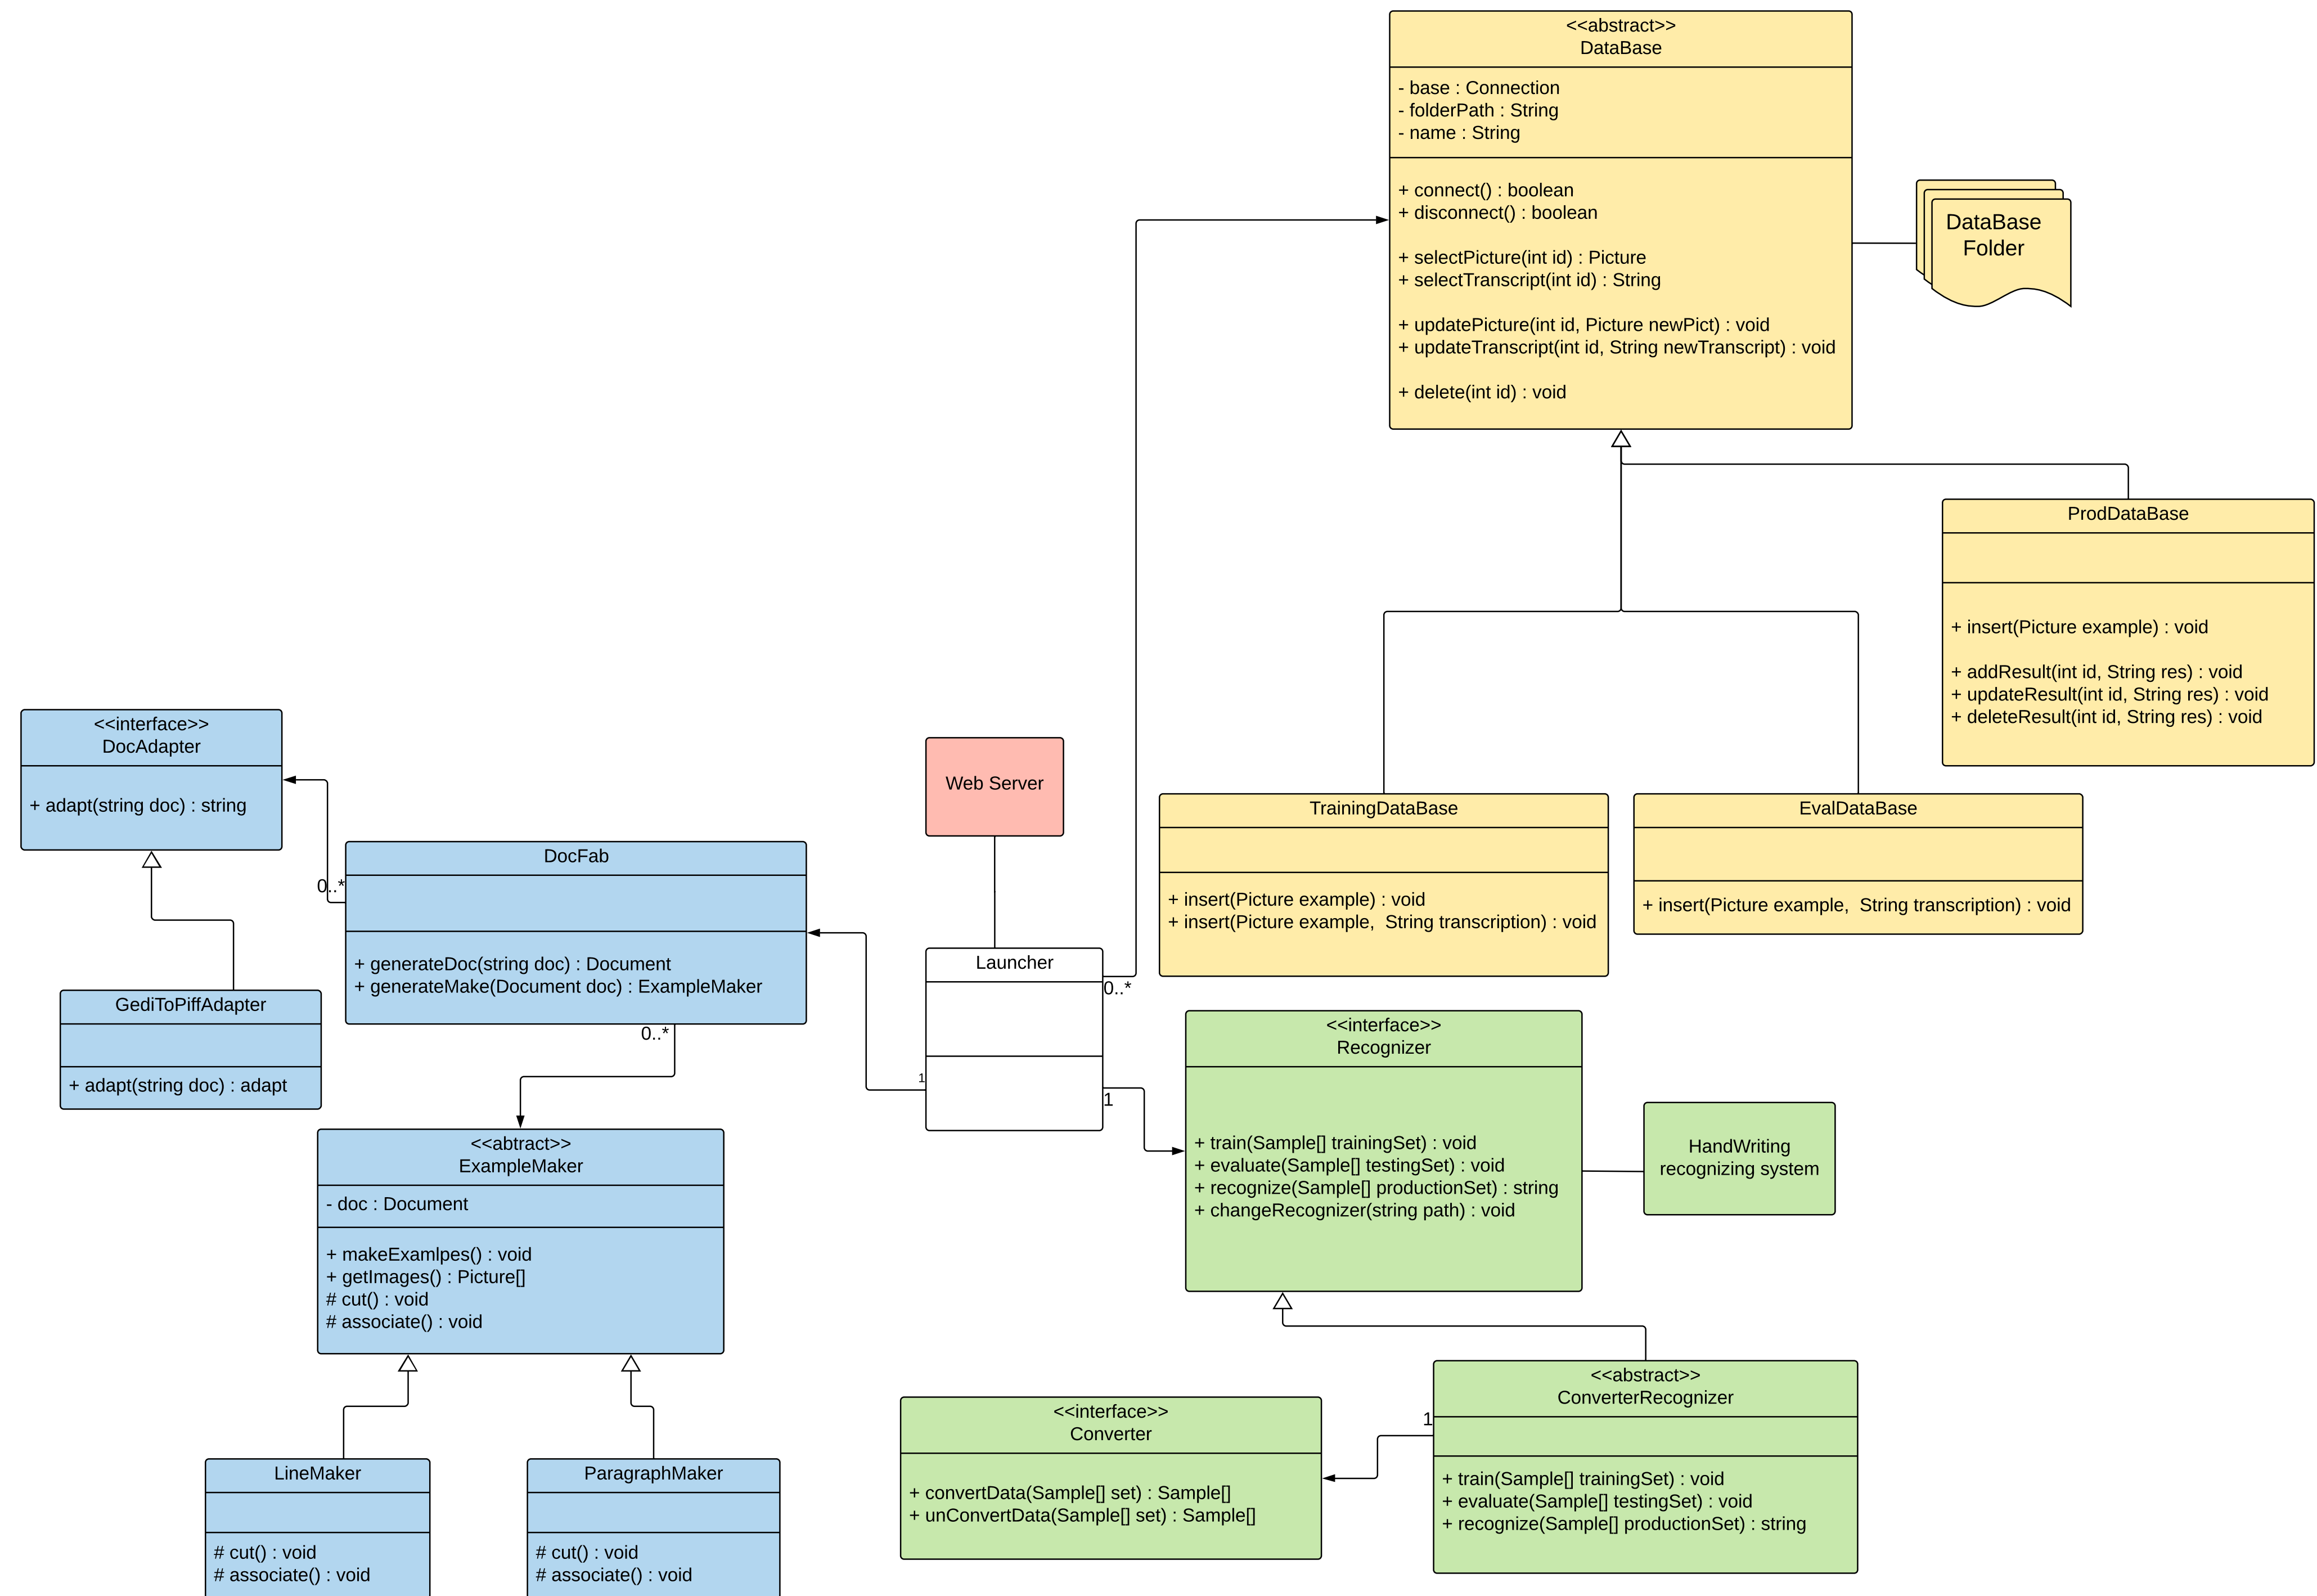 <<abstract>>
DataBase
- base : Connection
- folderPath : String
- name : String
+ connect() : boolean
+ disconnect() : boolean
+ selectPicture(int id) : Picture
+ selectTranscript(int id) : String
+ updatePicture(int id, Picture newPict) : void
+ updateTranscript(int id, String newTranscript) : void
+ delete(int id) : void
DataBase
Folder
ProdDataBase
+ insert(Picture example) : void
+ addResult(int id, String res) : void
+ updateResult(int id, String res) : void
+ deleteResult(int id, String res) : void
<<interface>>
DocAdapter
+ adapt(string doc) : string
Web Server
TrainingDataBase
+ insert(Picture example) : void
+ insert(Picture example,  String transcription) : void
EvalDataBase
+ insert(Picture example,  String transcription) : void
DocFab
0..*
+ generateDoc(string doc) : Document
+ generateMake(Document doc) : ExampleMaker
0..*
Launcher
0..*
1
1
GediToPiffAdapter
+ adapt(string doc) : adapt
<<interface>>
Recognizer
+ train(Sample[] trainingSet) : void
+ evaluate(Sample[] testingSet) : void
+ recognize(Sample[] productionSet) : string
+ changeRecognizer(string path) : void
HandWriting
recognizing system
<<abtract>>
ExampleMaker
- doc : Document
+ makeExamlpes() : void
+ getImages() : Picture[]
# cut() : void
# associate() : void
<<abstract>>
ConverterRecognizer
1
+ train(Sample[] trainingSet) : void
+ evaluate(Sample[] testingSet) : void
+ recognize(Sample[] productionSet) : string
<<interface>>
Converter
+ convertData(Sample[] set) : Sample[]
+ unConvertData(Sample[] set) : Sample[]
LineMaker
# cut() : void
# associate() : void
ParagraphMaker
# cut() : void
# associate() : void